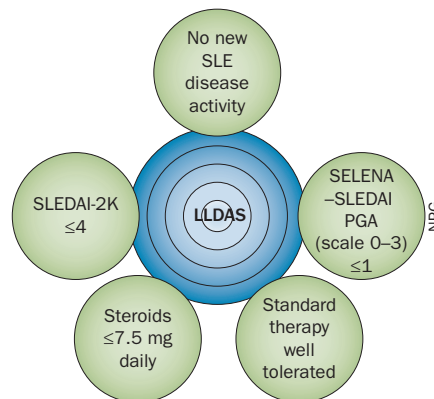 No new
SLE
disease
activity
SLEDAI-2K
≤4
LLDAS
SELENA
–SLEDAI
PGA
(scale 0–3)
≤1
Steroids
≤7.5 mg
daily
Standard
therapy
well
tolerated